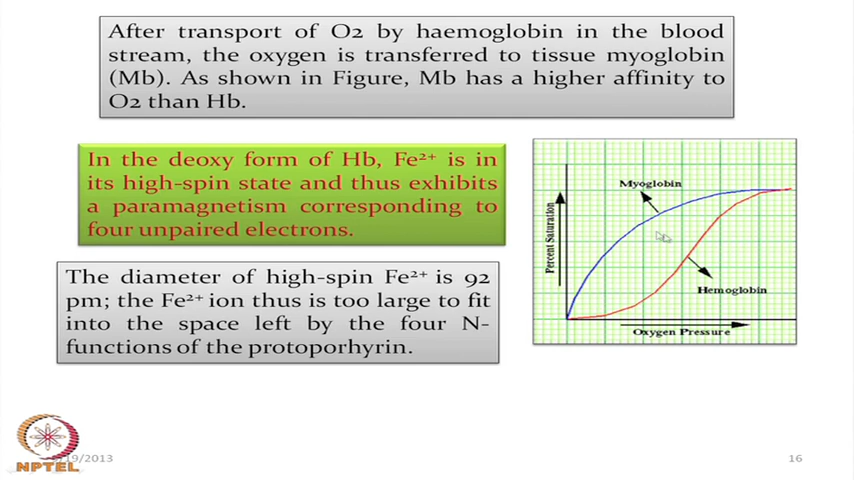 After transport of O2 by haemoglobin in the blood
stream, the oxygen is transferred to tissue myoglobin
(Mb). As shown in Figure, Mb has a higher affinity to
O2 than Hb.
In the deoxy form of Hb, Fe²⁺ is in
its high-spin state and thus exhibits
a paramagnetism corresponding to
four unpaired electrons.
The diameter of high-spin Fe²⁺ is 92
pm; the Fe²⁺ ion thus is too large to fit
into the space left by the four N-
functions of the protoporhyrin.
Myoglobin
Percent Saturation
Hemoglobin
Oxygen Pressure
/19/2013
NPTEL
16